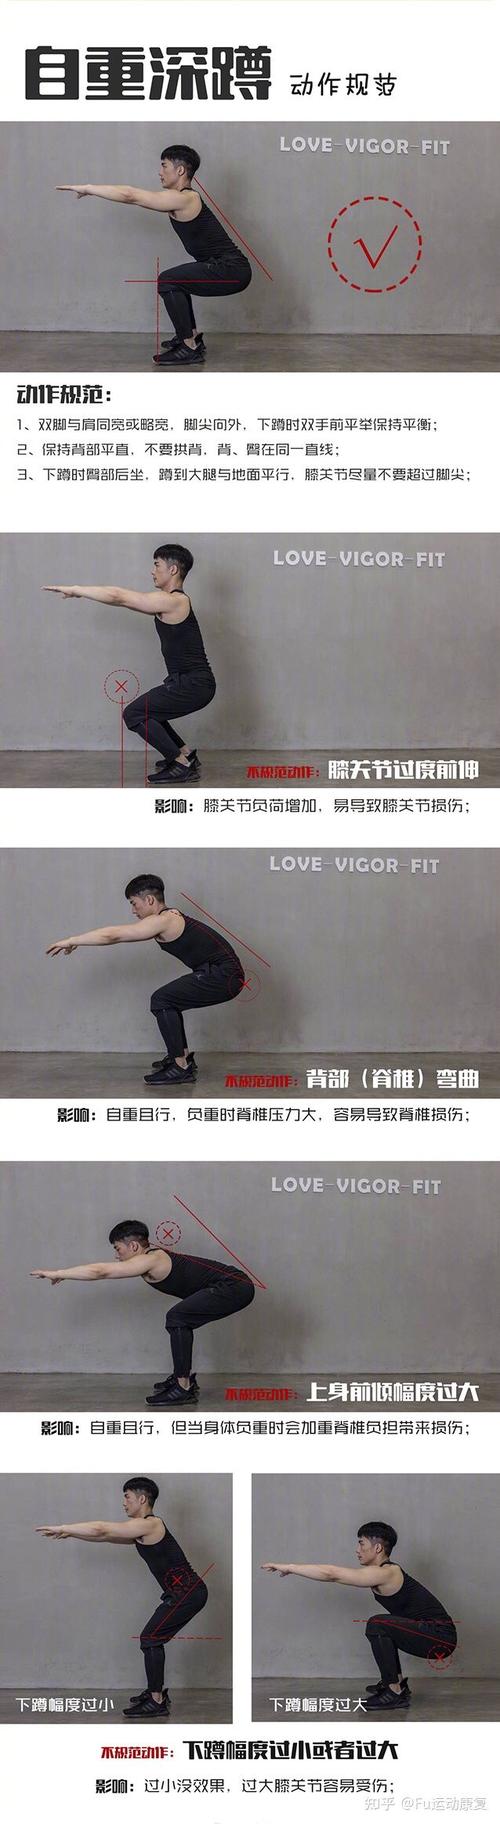 自重深蹲 动作规范
LOVE-VIGOR-FIT
动作规范：
1、双脚与肩同宽或略宽，脚尖向外，下蹲时双手前平举保持平衡；
2、保持背部平直，不要拱背，背、臀在同一直线；
3、下蹲时臀部后坐，蹲到大腿与地面平行，膝关节尽量不要超过脚尖；
LOVE-VIGOR-FIT
不规范动作：膝关节过度前伸
影响：膝关节负荷增加，易导致膝关节损伤；
LOVE-VIGOR-FIT
不规范动作：背部（脊椎）弯曲
影响：自重且行，负重时脊椎压力大，容易导致脊椎损伤；
LOVE-VIGOR-FIT
不规范动作：上身前倾幅度过大
影响：自重且行，但当身体负重时会加重脊椎负担带来损伤；
下蹲幅度过小
下蹲幅度过大
不规范动作：下蹲幅度过小或者过大
影响：过小没效果，过大膝关节容易受伤；
知乎 @Fu运动康复